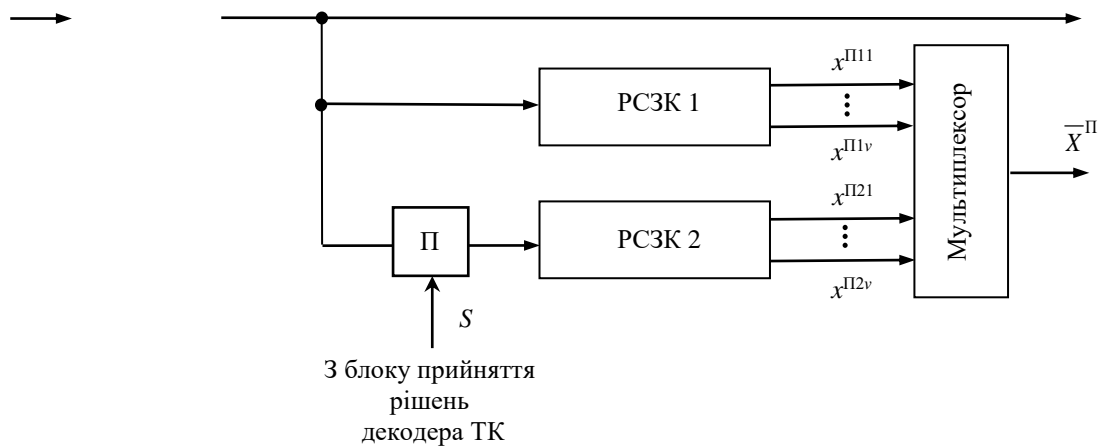 x^П11
РСЗК 1
x^П1v
Мультиплексор
X̅^П
x^П21
П
РСЗК 2
x^П2v
S
З блоку прийняття
рішень
декодера ТК